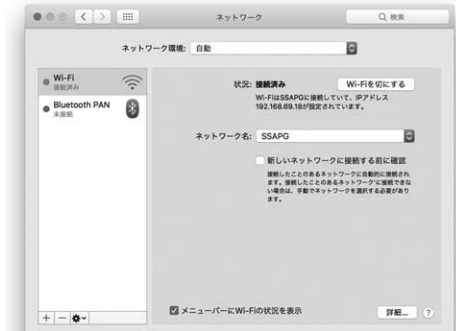 ネットワーク
検索
ネットワーク環境: 自動
Wi-Fi
接続済み
Bluetooth PAN
未接続
状況: 接続済み
Wi-Fiを切にする
Wi-FiはSSAPGに接続していて、IPアドレス
192.168.69.18が設定されています。
ネットワーク名: SSAPG
新しいネットワークに接続する前に確認
接続したことのあるネットワークに自動的に接続され
ます。接続したことのあるネットワークに接続できな
い場合は、手動でネットワークを選択する必要があり
ます。
メニューバーにWi-Fiの状況を表示
詳細...
?